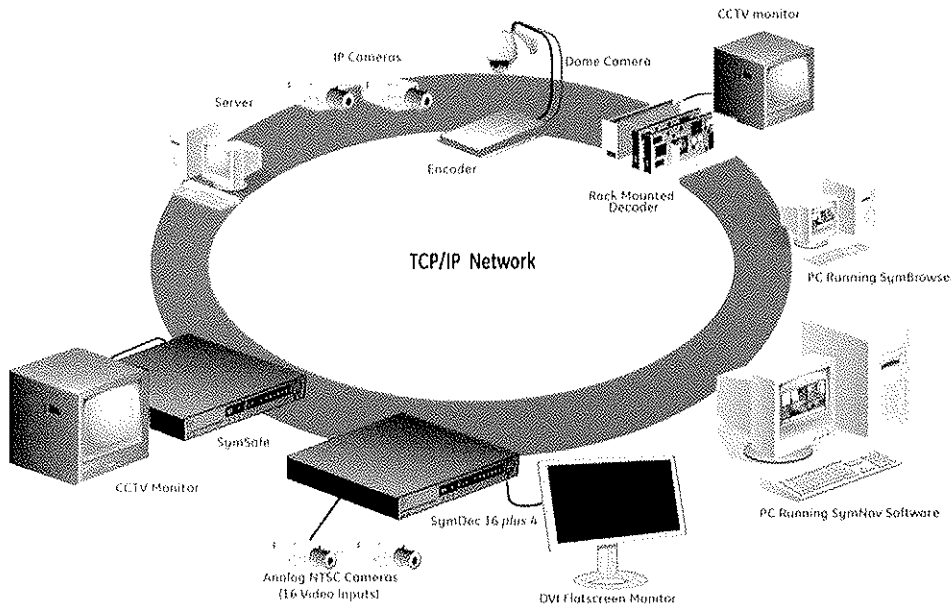 CCTV monitor
IP Cameras
Dome Camera
Server
Encoder
Rack Mounted
Decoder
TCP/IP Network
PC Running SymBrowse
SymSafe
CCTV Monitor
SymDec 16 plus 4
PC Running SymNav Software
Analog NTSC Cameras
(16 Video Inputs)
DVI Flatscreen Monitor